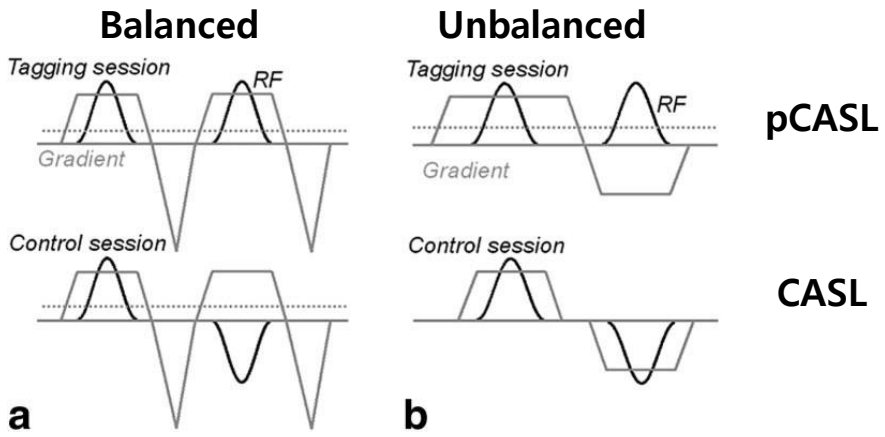 Balanced Unbalanced
Tagging session Tagging session
RF
RF
pCASL
Gradient Gradient
Control session Control session
CASL
a b